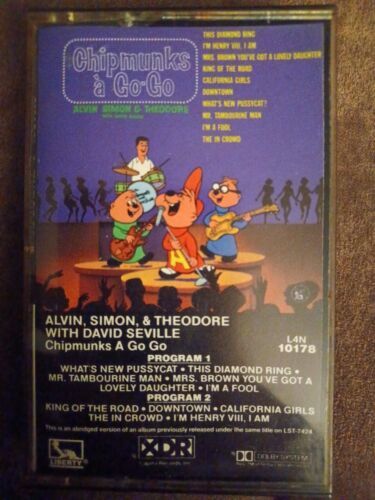 Chipmunks
à Go-Go
ALVIN SIMON & THEODORE
THIS DIAMOND RING
I'M HENRY VIII, I AM
MRS. BROWN YOU'VE GOT A LOVELY DAUGHTER
KING OF THE ROAD
CALIFORNIA GIRLS
DOWNTOWN
WHAT'S NEW PUSSYCAT?
MR. TAMBOURINE MAN
I'M A FOOL
THE IN CROWD
A
ALVIN, SIMON, & THEODORE
WITH DAVID SEVILLE
Chipmunks A Go Go
L4N
10178
PROGRAM 1
WHAT'S NEW PUSSYCAT • THIS DIAMOND RING •
MR. TAMBOURINE MAN • MRS. BROWN YOU'VE GOT A
LOVELY DAUGHTER • I'M A FOOL
PROGRAM 2
KING OF THE ROAD • DOWNTOWN • CALIFORNIA GIRLS
THE IN CROWD • I'M HENRY VIII, I AM
This is an abridged version of an album previously released under the same title on LST-7424
LIBERTY
XDR
DOLBY SYSTEM